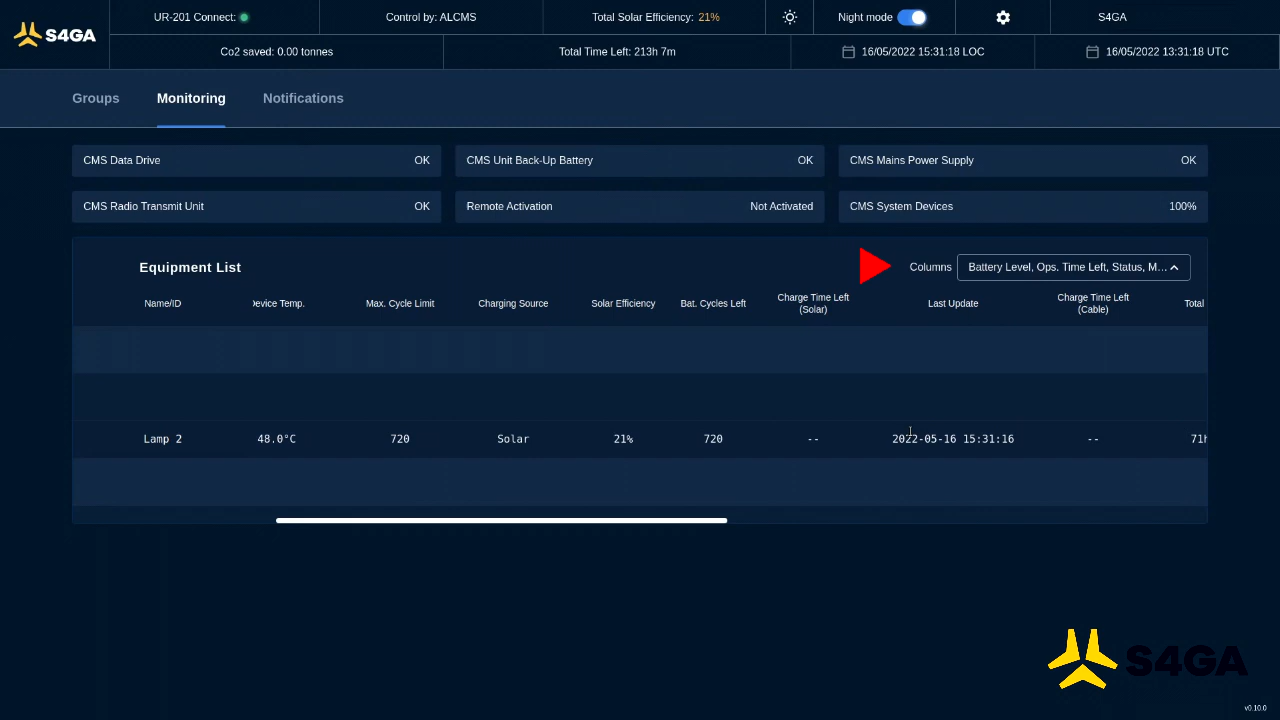 S4GA
UR-201 Connect:
Control by: ALCMS
Total Solar Efficiency: 21%
Night mode
S4GA
Co2 saved: 0.00 tonnes
Total Time Left: 213h 7m
16/05/2022 15:31:18 LOC
16/05/2022 13:31:18 UTC
Groups
Monitoring
Notifications
CMS Data Drive OK
CMS Unit Back-Up Battery OK
CMS Mains Power Supply OK
CMS Radio Transmit Unit OK
Remote Activation Not Activated
CMS System Devices 100%
Equipment List
Columns
Battery Level, Ops. Time Left, Status, M...
Name/ID
Device Temp.
Max. Cycle Limit
Charging Source
Solar Efficiency
Bat. Cycles Left
Charge Time Left
(Solar)
Last Update
Charge Time Left
(Cable)
Total
Lamp 2
48.0°C
720
Solar
21%
720
--
2022-05-16 15:31:16
--
71h
S4GA
v0.10.0